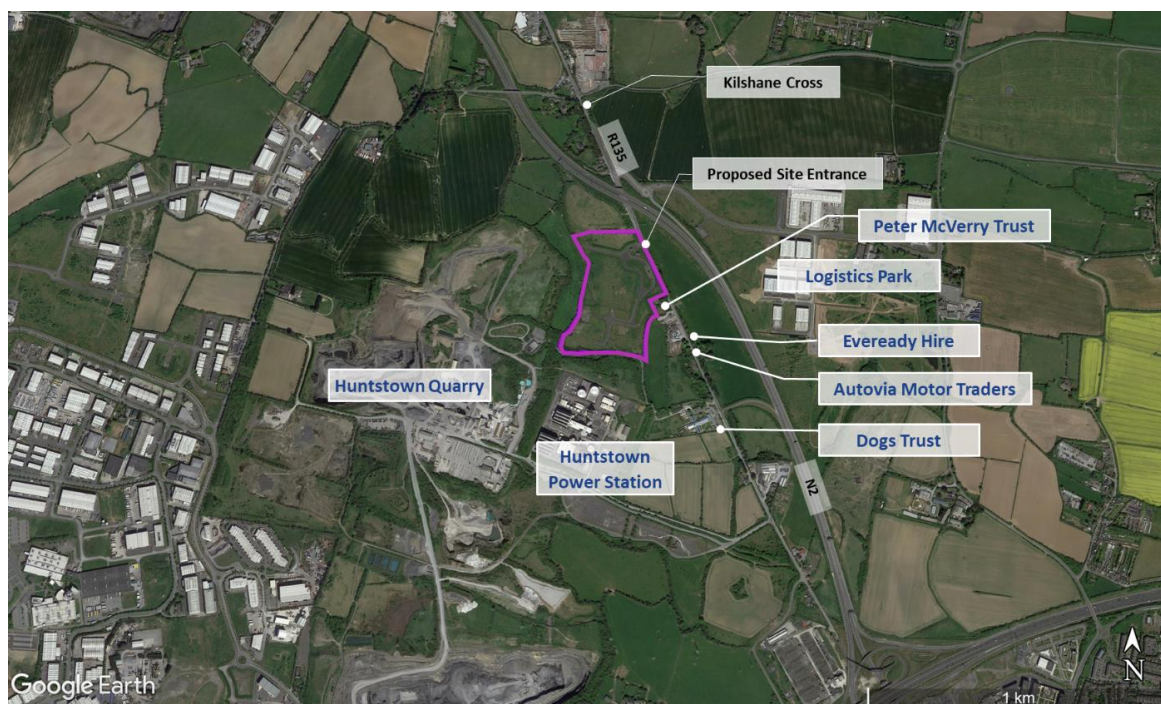 Kilshane Cross
R135
Proposed Site Entrance
Peter McVerry Trust
Logistics Park
Eveready Hire
Huntstown Quarry
Autovia Motor Traders
Dogs Trust
Huntstown
Power Station
N2
N
Google Earth
1 km